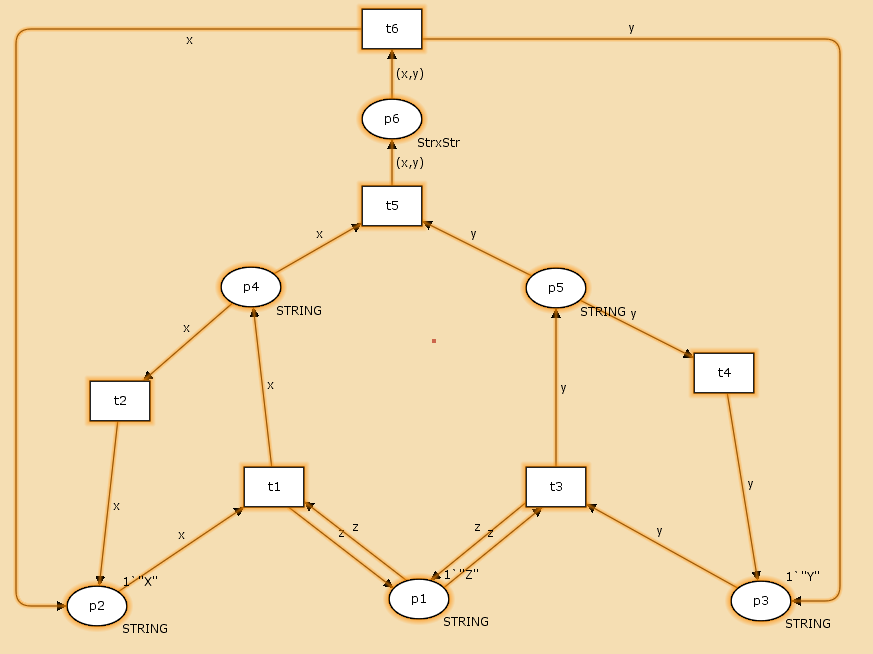 t6
x
y
(x,y)
p6
StrxStr
(x,y)
t5
x
y
p4
STRING
p5
STRING
y
x
t4
t2
x
y
t1
t3
y
x
x
z
z
z
z
y
1`"X"
1`"Z"
1`"Y"
p2
STRING
p1
STRING
p3
STRING